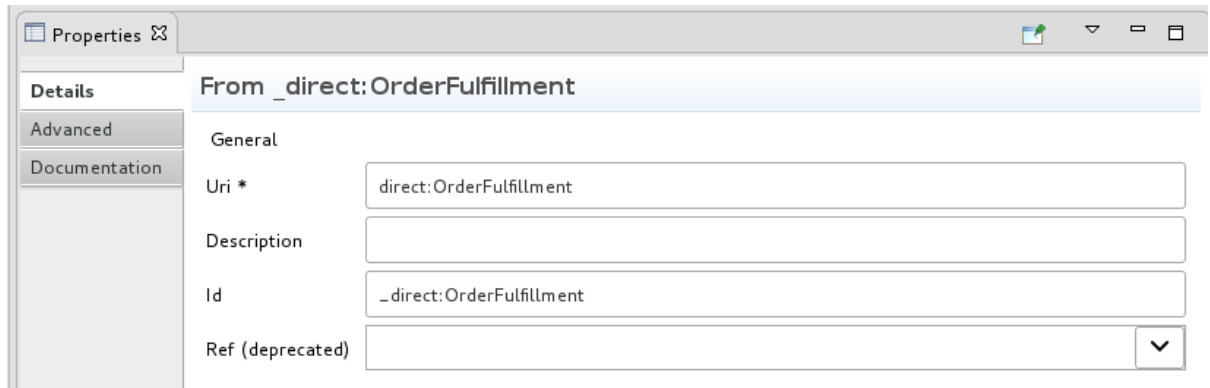 Properties
Details
From _direct:OrderFulfillment
Advanced
General
Documentation
Uri *
direct:OrderFulfillment
Description
Id
_direct:OrderFulfillment
Ref (deprecated)